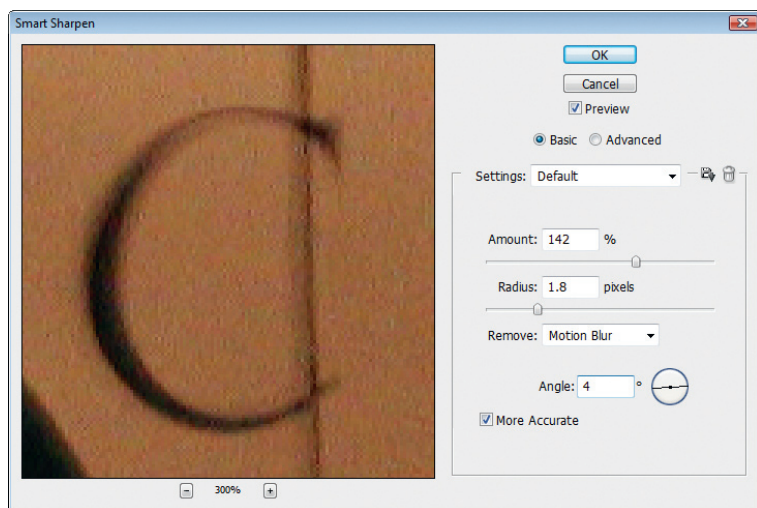 Smart Sharpen
C
OK
Cancel
Preview
Basic Advanced
Settings: Default
Amount: 142 %
Radius: 1.8 pixels
Remove: Motion Blur
Angle: 4 °
More Accurate
300%